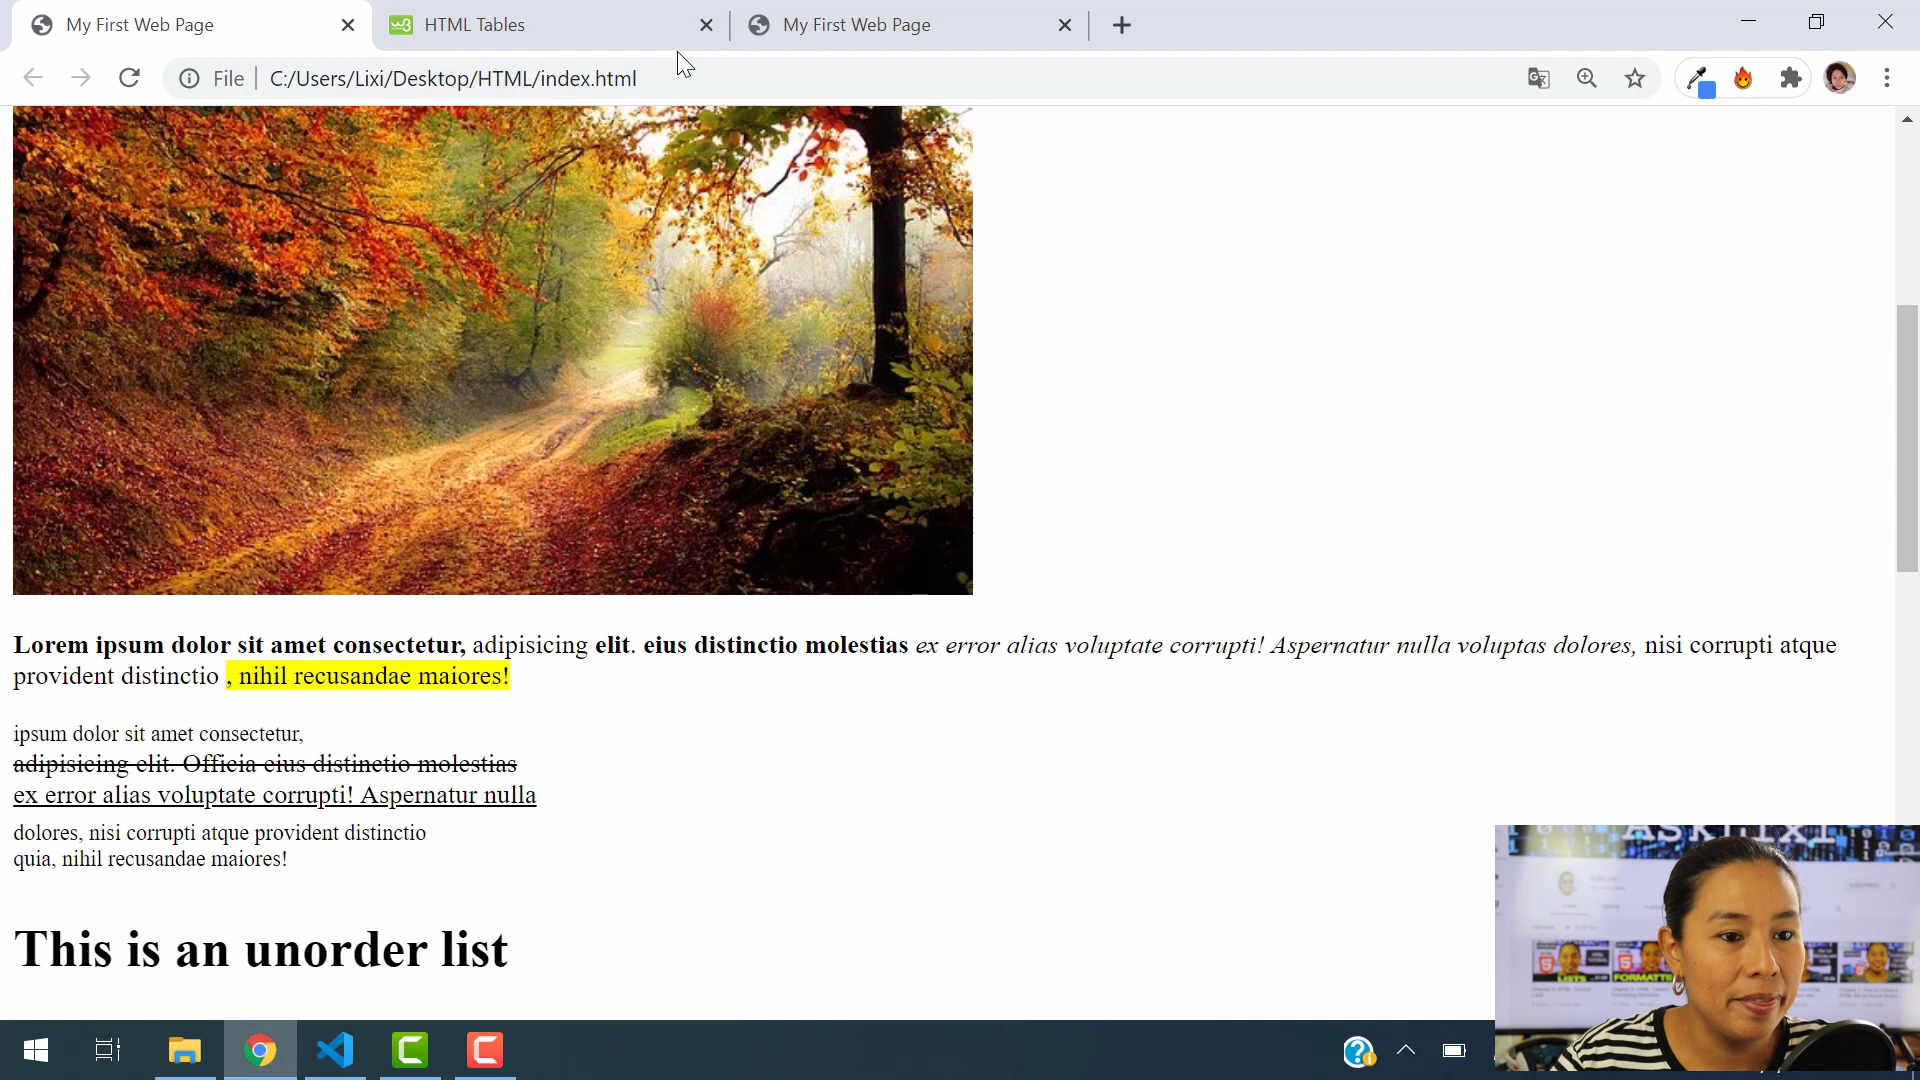 My First Web Page
HTML Tables
My First Web Page
File
C:/Users/Lixi/Desktop/HTML/index.html
Lorem ipsum dolor sit amet consectetur, adipisicing elit. eius distinctio molestias ex error alias voluptate corrupti! Aspernatur nulla voluptas dolores, nisi corrupti atque
provident distinctio , nihil recusandae maiores!
ipsum dolor sit amet consectetur,
adipisicing elit. Officia eius distinctio molestias
ex error alias voluptate corrupti! Aspernatur nulla
dolores, nisi corrupti atque provident distinctio
quia, nihil recusandae maiores!
This is an unorder list
LISTS